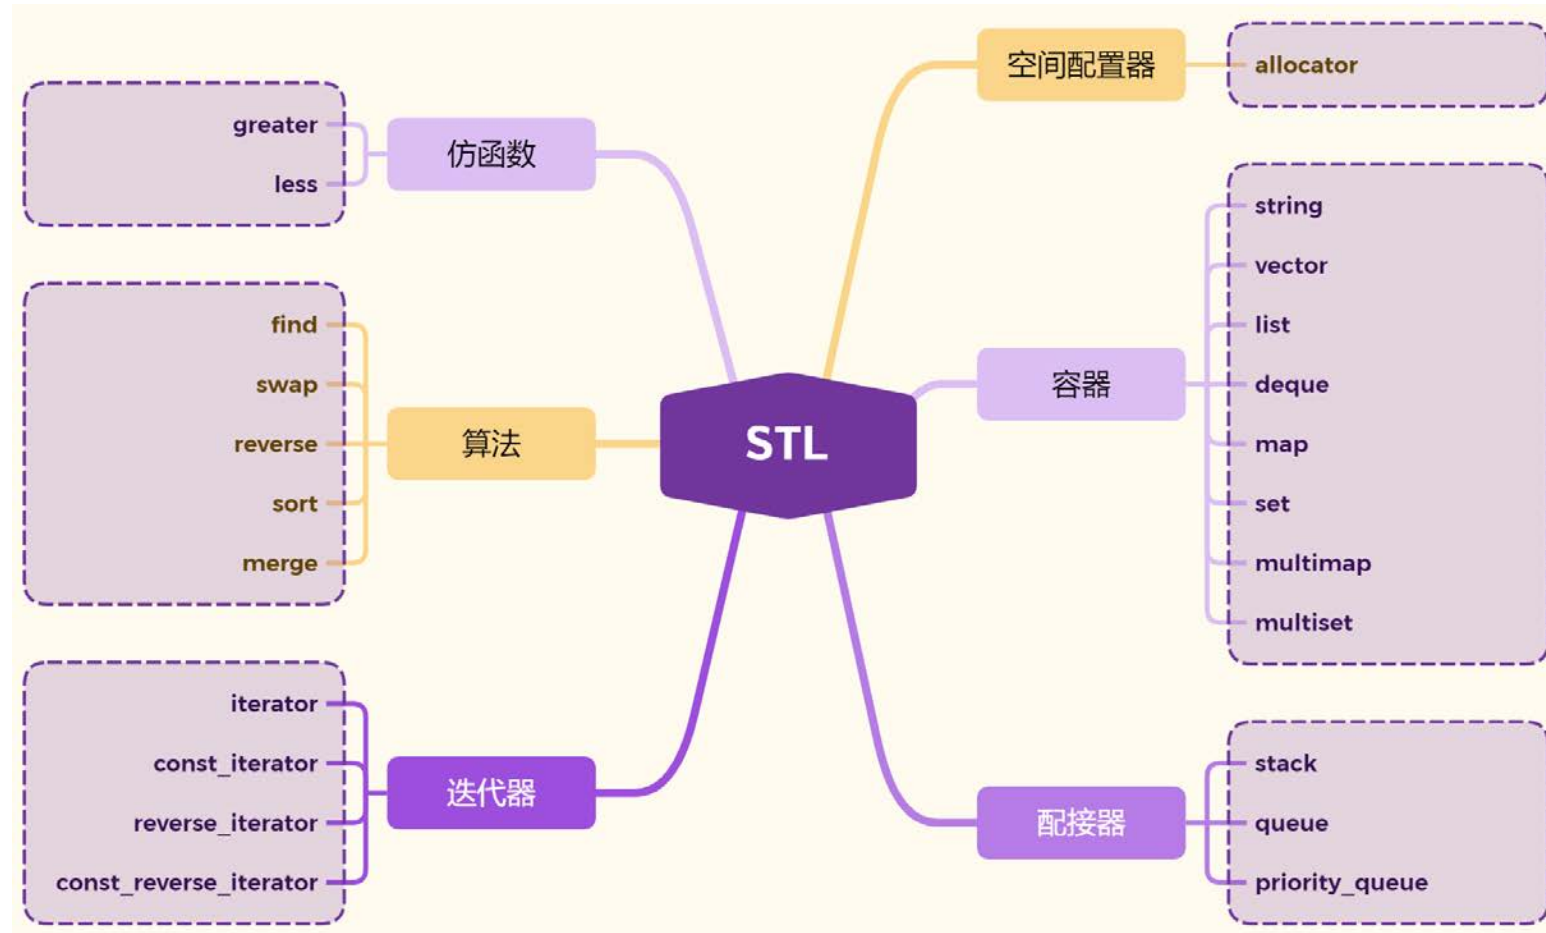 STL
仿函数
greater
less
算法
find
swap
reverse
sort
merge
迭代器
iterator
const_iterator
reverse_iterator
const_reverse_iterator
空间配置器
allocator
容器
string
vector
list
deque
map
set
multimap
multiset
配接器
stack
queue
priority_queue